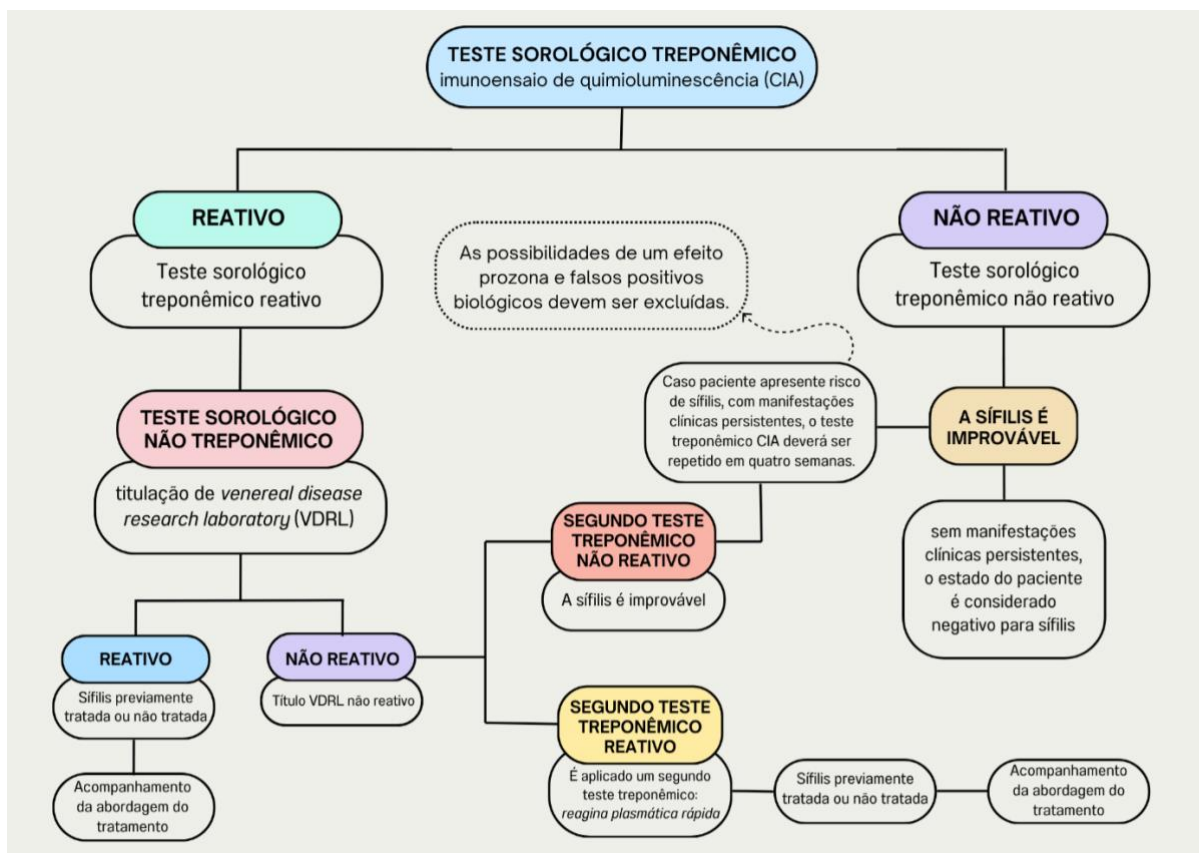 TESTE SOROLÓGICO TREPONÊMICO
imunoensaio de quimioluminescência (CIA)
REATIVO
Teste sorológico
treponêmico reativo
NÃO REATIVO
Teste sorológico
treponêmico não reativo
As possibilidades de um efeito
prozona e falsos positivos
biológicos devem ser excluídas.
TESTE SOROLÓGICO
NÃO TREPONÊMICO
titulação de venereal disease
research laboratory (VDRL)
Caso paciente apresente risco
de sífilis, com manifestações
clínicas persistentes, o teste
treponêmico CIA deverá ser
repetido em quatro semanas.
A SÍFILIS É
IMPROVÁVEL
sem manifestações
clínicas persistentes,
o estado do paciente
é considerado
negativo para sífilis
SEGUNDO TESTE
TREPONÊMICO
NÃO REATIVO
A sífilis é improvável
REATIVO
Sífilis previamente
tratada ou não tratada
Acompanhamento
da abordagem do
tratamento
NÃO REATIVO
Título VDRL não reativo
SEGUNDO TESTE
TREPONÊMICO
REATIVO
É aplicado um segundo
teste treponêmico:
reagina plasmática rápida
Sífilis previamente
tratada ou não tratada
Acompanhamento
da abordagem do
tratamento